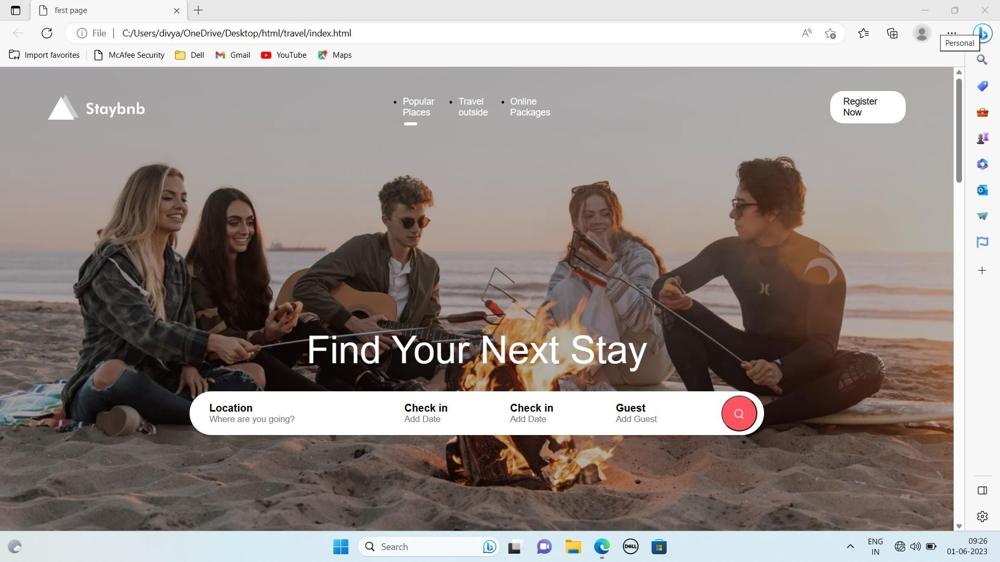 first page
File
C:/Users/divya/OneDrive/Desktop/html/travel/index.html
Personal
Import favorites McAfee Security Dell Gmail YouTube Maps
Staybnb
Popular
Places
Travel
outside
Online
Packages
Register
Now
Find Your Next Stay
Location
Where are you going?
Check in
Add Date
Check in
Add Date
Guest
Add Guest
Search
DELL
ENG
IN
09:26
01-06-2023